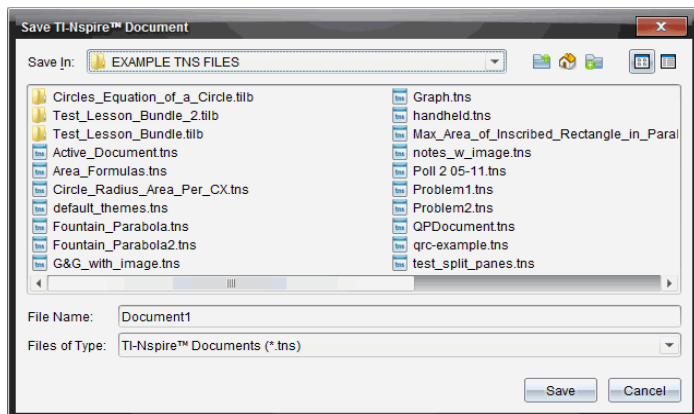 Save TI-Nspire™ Document
Save In: EXAMPLE TNS FILES
Circles_Equation_of_a_Circle.tilb
Test_Lesson_Bundle_2.tilb
Test_Lesson_Bundle.tilb
Active_Document.tns
Area_Formulas.tns
Circle_Radius_Area_Per_CX.tns
default_themes.tns
Fountain_Parabola.tns
Fountain_Parabola2.tns
G&G_with_image.tns
Graph.tns
handheld.tns
Max_Area_of_Inscribed_Rectangle_in_Paral
notes_w_image.tns
Poll 2 05-11.tns
Problem1.tns
Problem2.tns
QPDocument.tns
qrc-example.tns
test_split_panes.tns
File Name: Document1
Files of Type: TI-Nspire™ Documents (*.tns)
Save Cancel